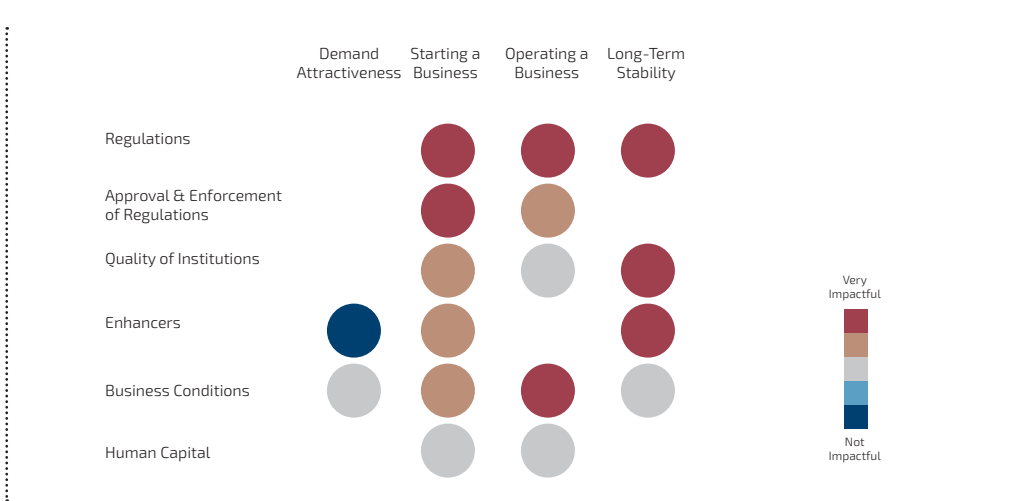 Demand
Attractiveness
Starting a
Business
Operating a
Business
Long-Term
Stability
Regulations
Approval & Enforcement
of Regulations
Quality of Institutions
Enhancers
Business Conditions
Human Capital
Very
Impactful
Not
Impactful